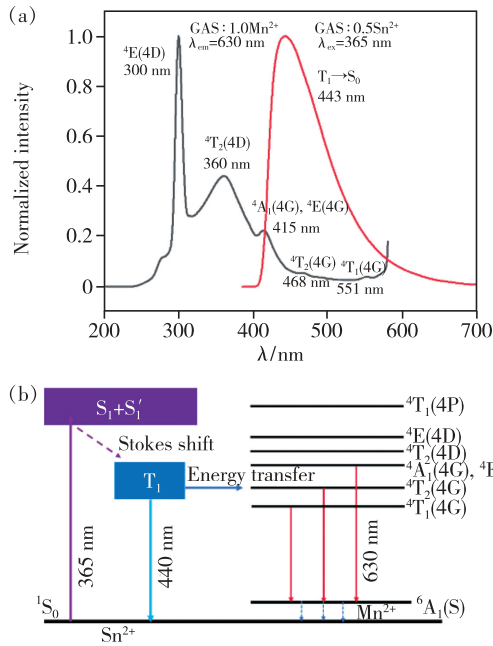 (a)
GAS：1.0Mn²⁺
λem=630 nm
GAS：0.5Sn²⁺
λex=365 nm
⁴E(4D)
300 nm
T₁→S₀
443 nm
⁴T₂(4D)
360 nm
⁴A₁(4G), ⁴E(4G)
415 nm
⁴T₂(4G)
468 nm
⁴T₁(4G)
551 nm
Normalized intensity
1.0
0.8
0.6
0.4
0.2
0
200 300 400 500 600 700
λ/nm
(b)
S₁+S₁′
Stokes shift
T₁
Energy transfer
365 nm
440 nm
630 nm
⁴T₁(4P)
⁴E(4D)
⁴T₂(4D)
⁴A₁(4G), ⁴E
⁴T₂(4G)
⁴T₁(4G)
¹S₀
Sn²⁺
⁶A₁(S)
Mn²⁺